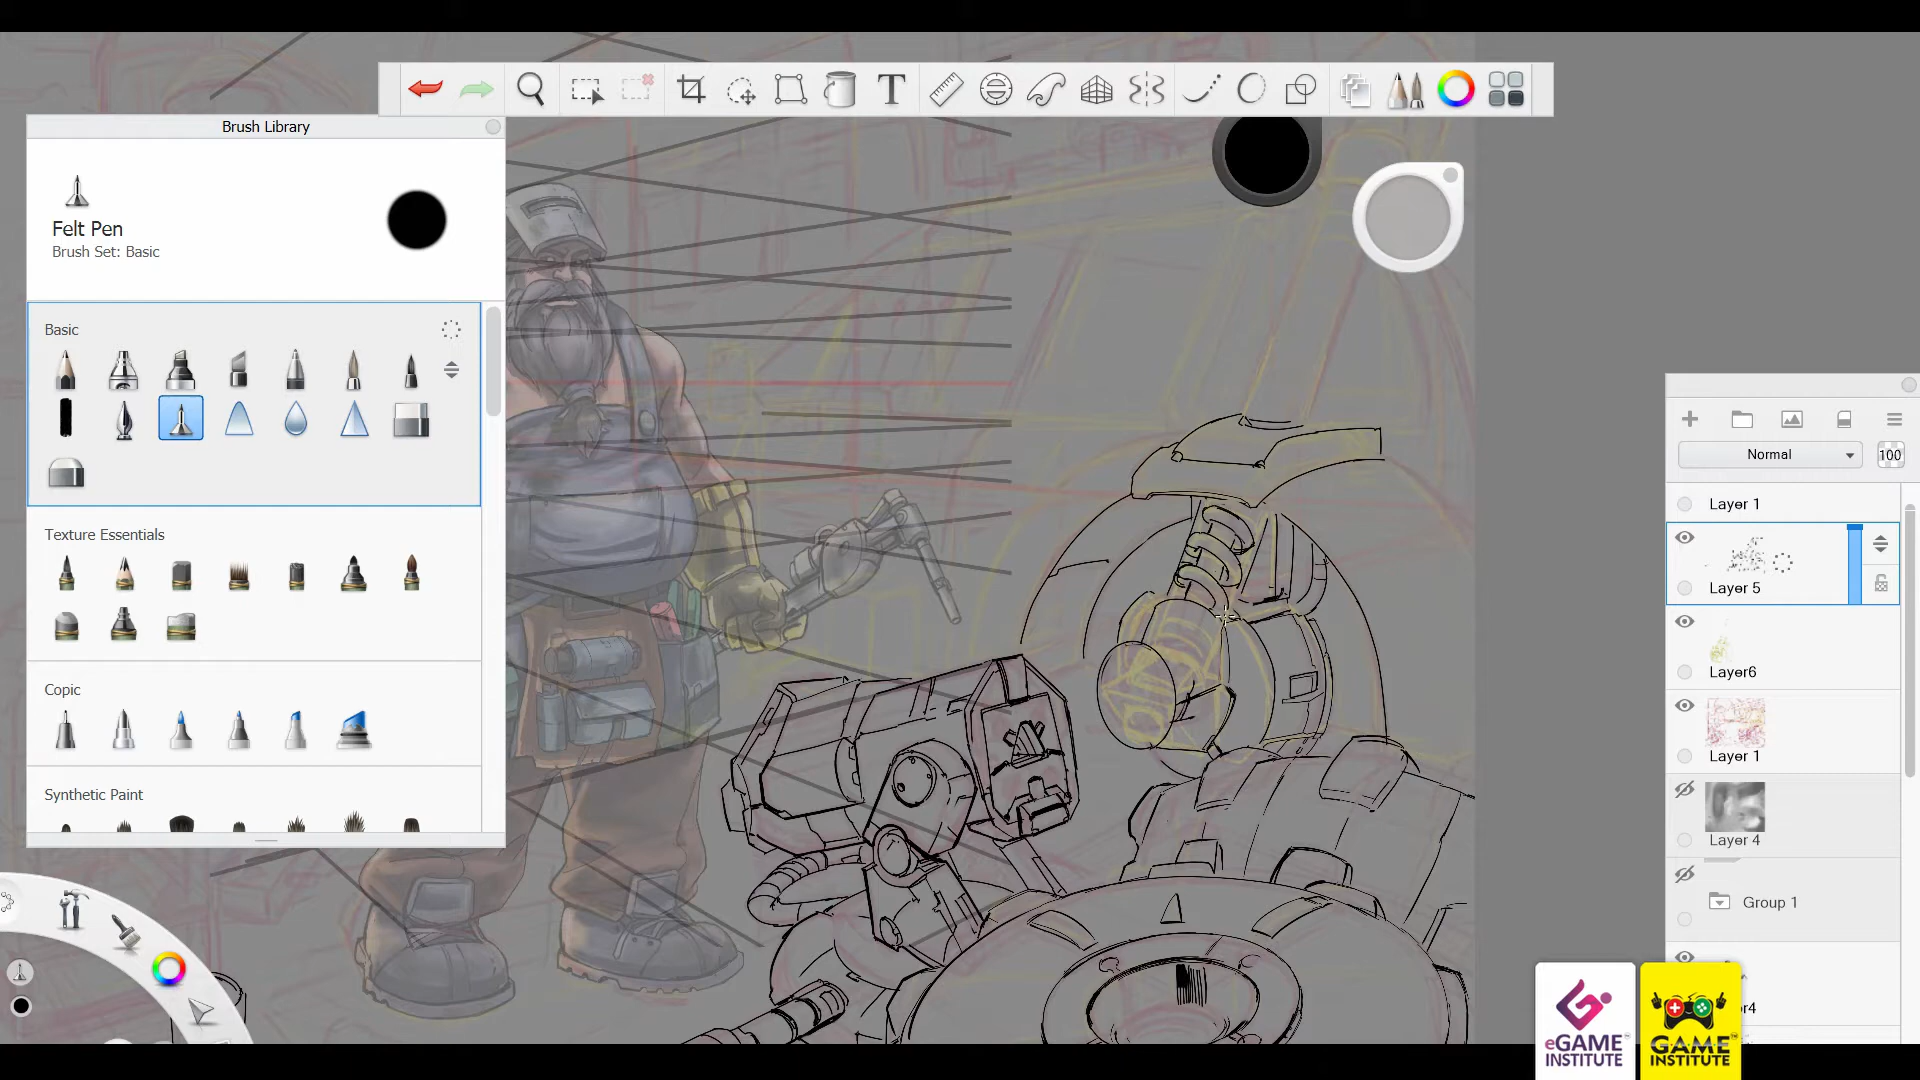 T
Brush Library
Felt Pen
Brush Set: Basic
Basic
Texture Essentials
Copic
Synthetic Paint
Normal
100
Layer 1
Layer 5
Layer6
Layer 1
Layer 4
Group 1
eGAME
INSTITUTE
GAME
INSTITUTE